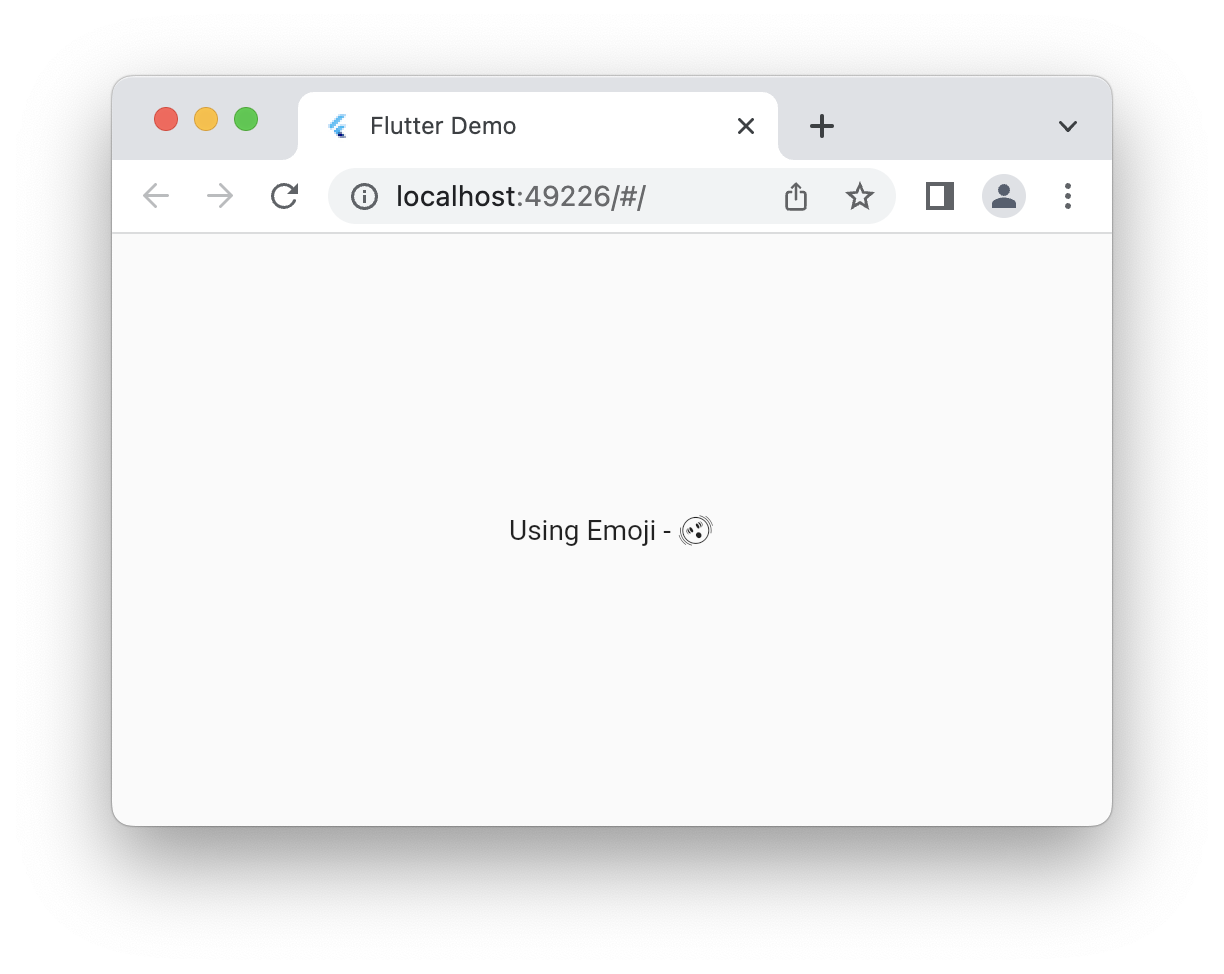 Flutter Demo
localhost:49226/#/
Using Emoji - 🫨